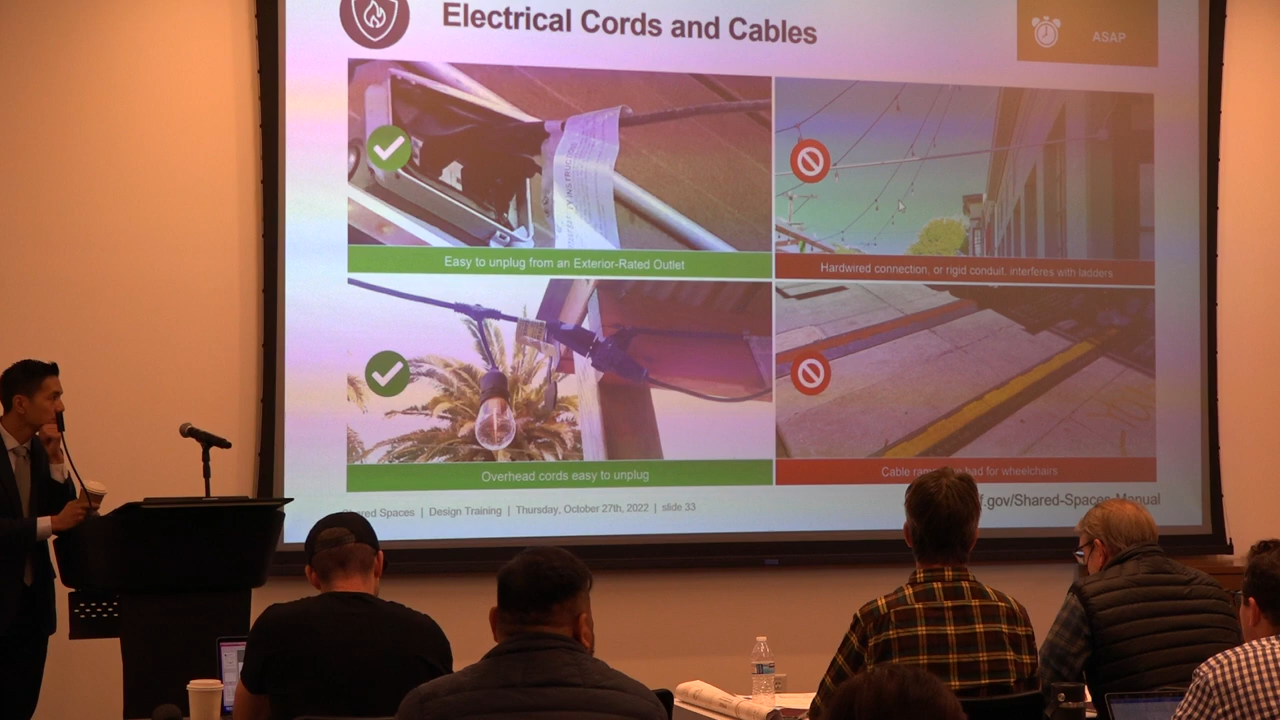 Electrical Cords and Cables
ASAP
Easy to unplug from an Exterior-Rated Outlet
Hardwired connection, or rigid conduit, interferes with ladders
Overhead cords easy to unplug
Cable bad for wheelchairs
Shared Spaces | Design Training | Thursday, October 27th, 2022 | slide 33
f.gov/Shared-Spaces-Manual